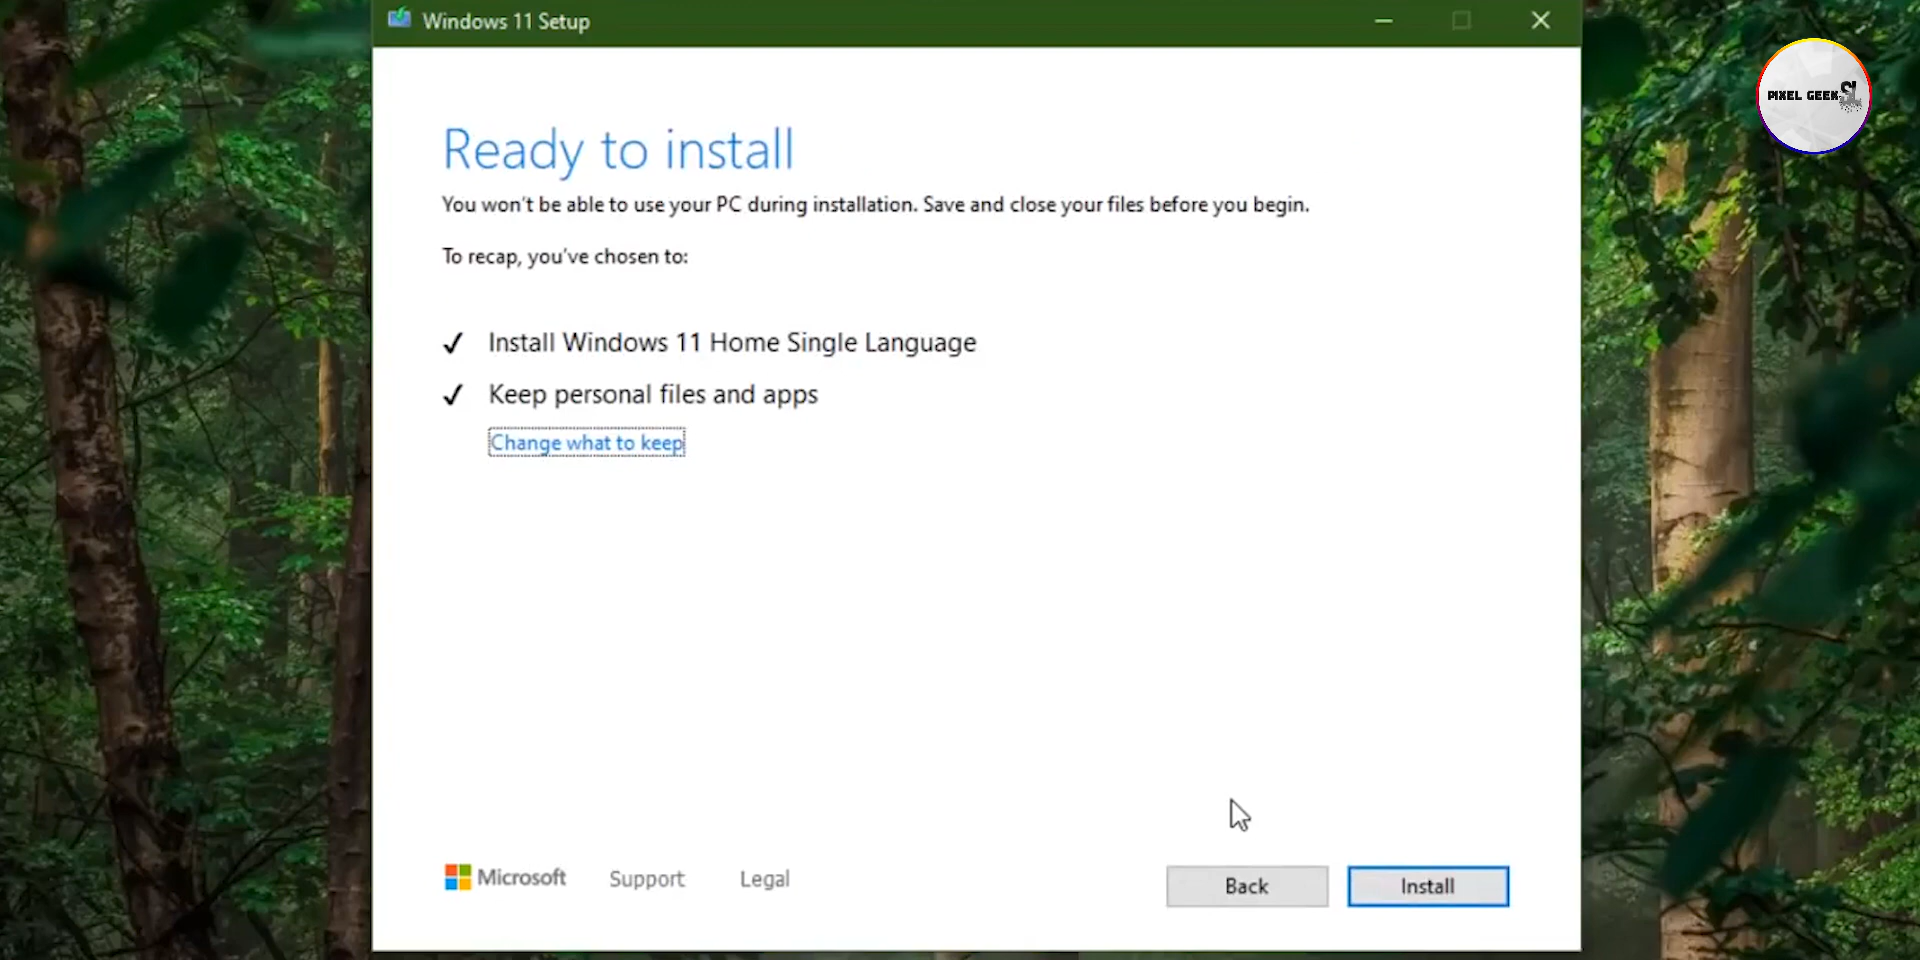 Windows 11 Setup
PIXEL GEEK SL
Ready to install
You won't be able to use your PC during installation. Save and close your files before you begin.
To recap, you've chosen to:
✓ Install Windows 11 Home Single Language
✓ Keep personal files and apps
Change what to keep
Microsoft Support Legal Back Install